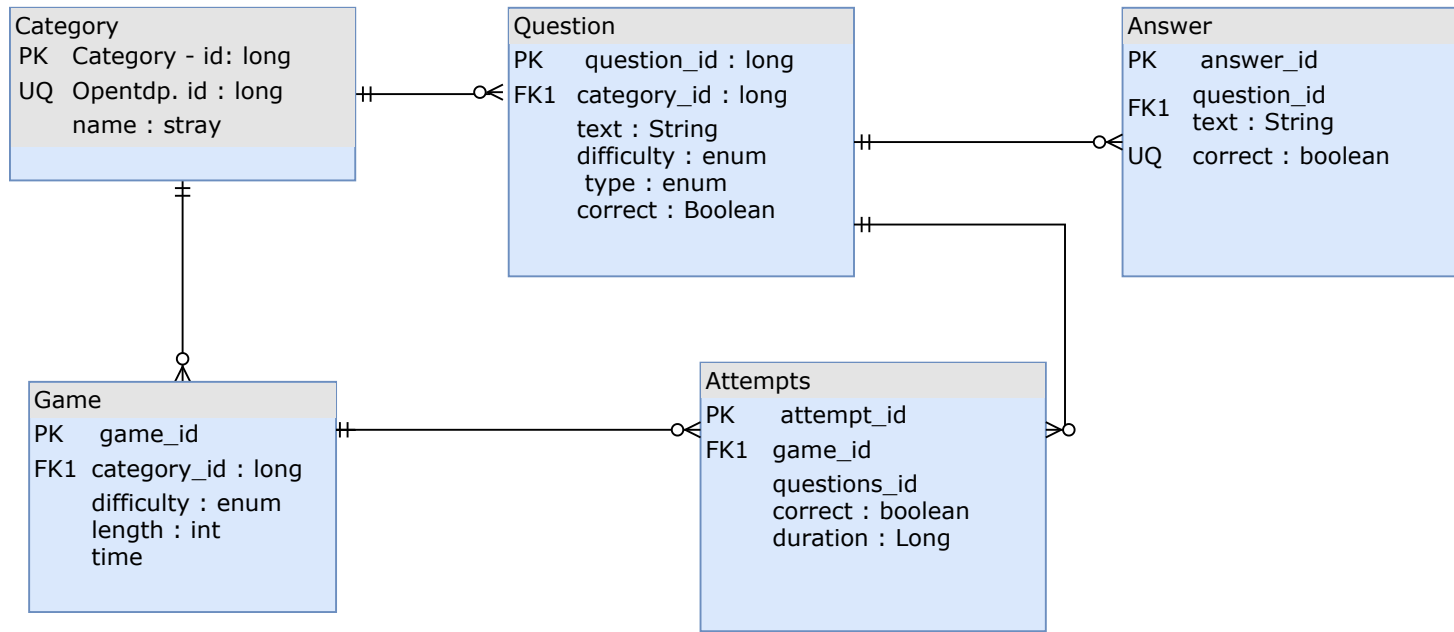 Category
PK Category - id: long
UQ Opentdp. id : long
name : stray
Question
PK question_id : long
FK1 category_id : long
text : String
difficulty : enum
type : enum
correct : Boolean
Answer
PK answer_id
FK1 question_id
text : String
UQ correct : boolean
Game
PK game_id
FK1 category_id : long
difficulty : enum
length : int
time
Attempts
PK attempt_id
FK1 game_id
questions_id
correct : boolean
duration : Long